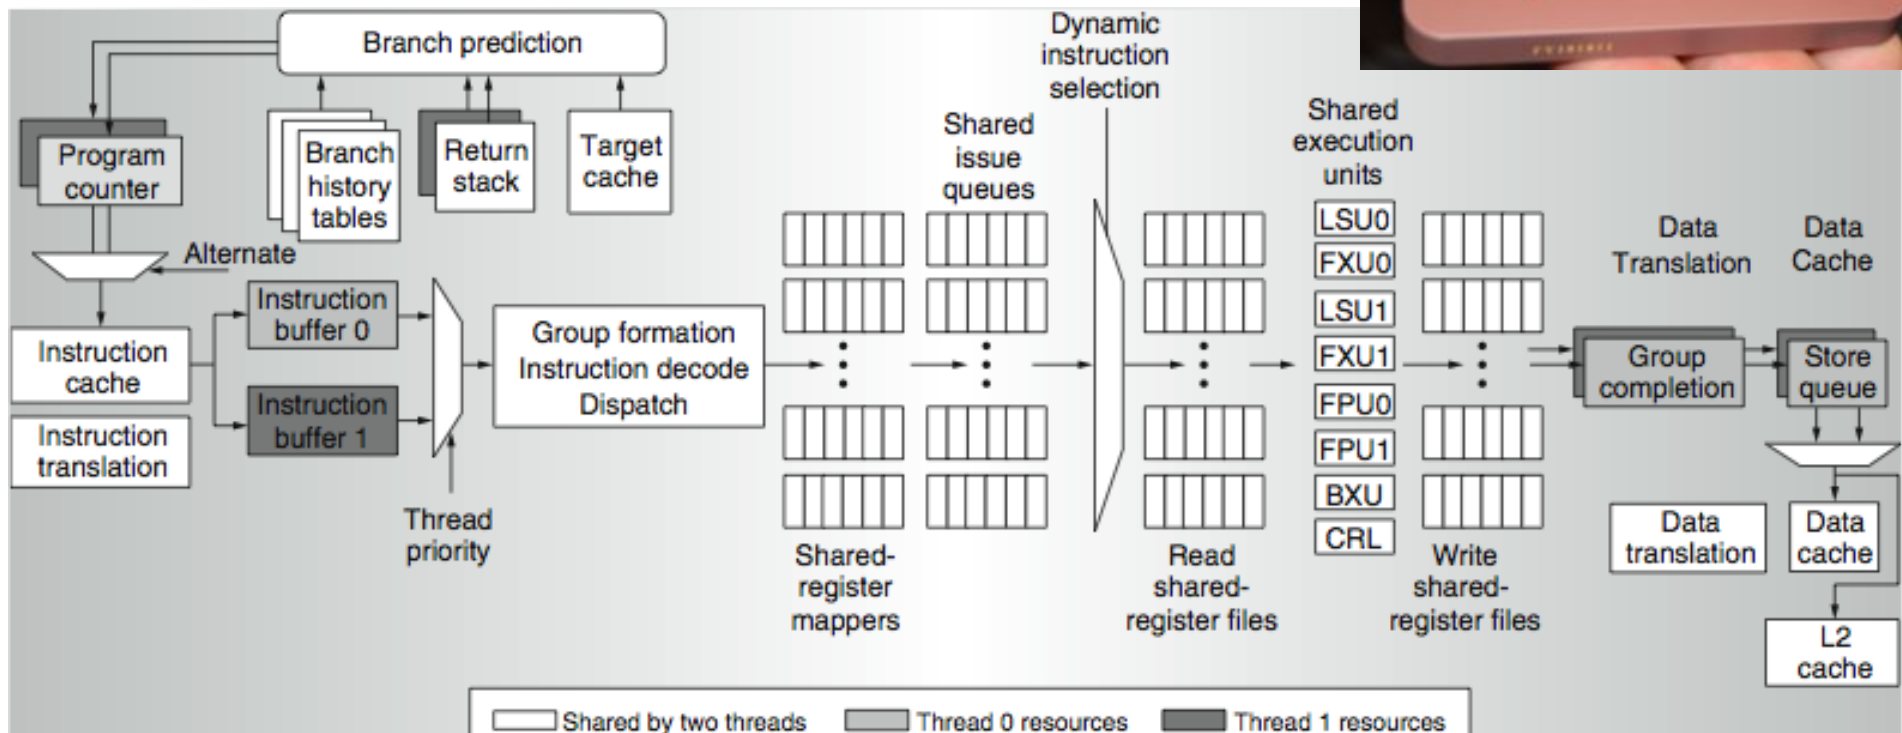 Branch prediction
Program
counter
Branch
history
tables
Return
stack
Target
cache
Alternate
Instruction
cache
Instruction
translation
Instruction
buffer 0
Instruction
buffer 1
Thread
priority
Group formation
Instruction decode
Dispatch
Shared-
register
mappers
Shared
issue
queues
Dynamic
instruction
selection
Read
shared-
register files
Shared
execution
units
LSU0
FXU0
LSU1
FXU1
FPU0
FPU1
BXU
CRL
Write
shared-
register files
Data
Translation
Data
Cache
Group
completion
Store
queue
Data
translation
Data
cache
L2
cache
Shared by two threads
Thread 0 resources
Thread 1 resources